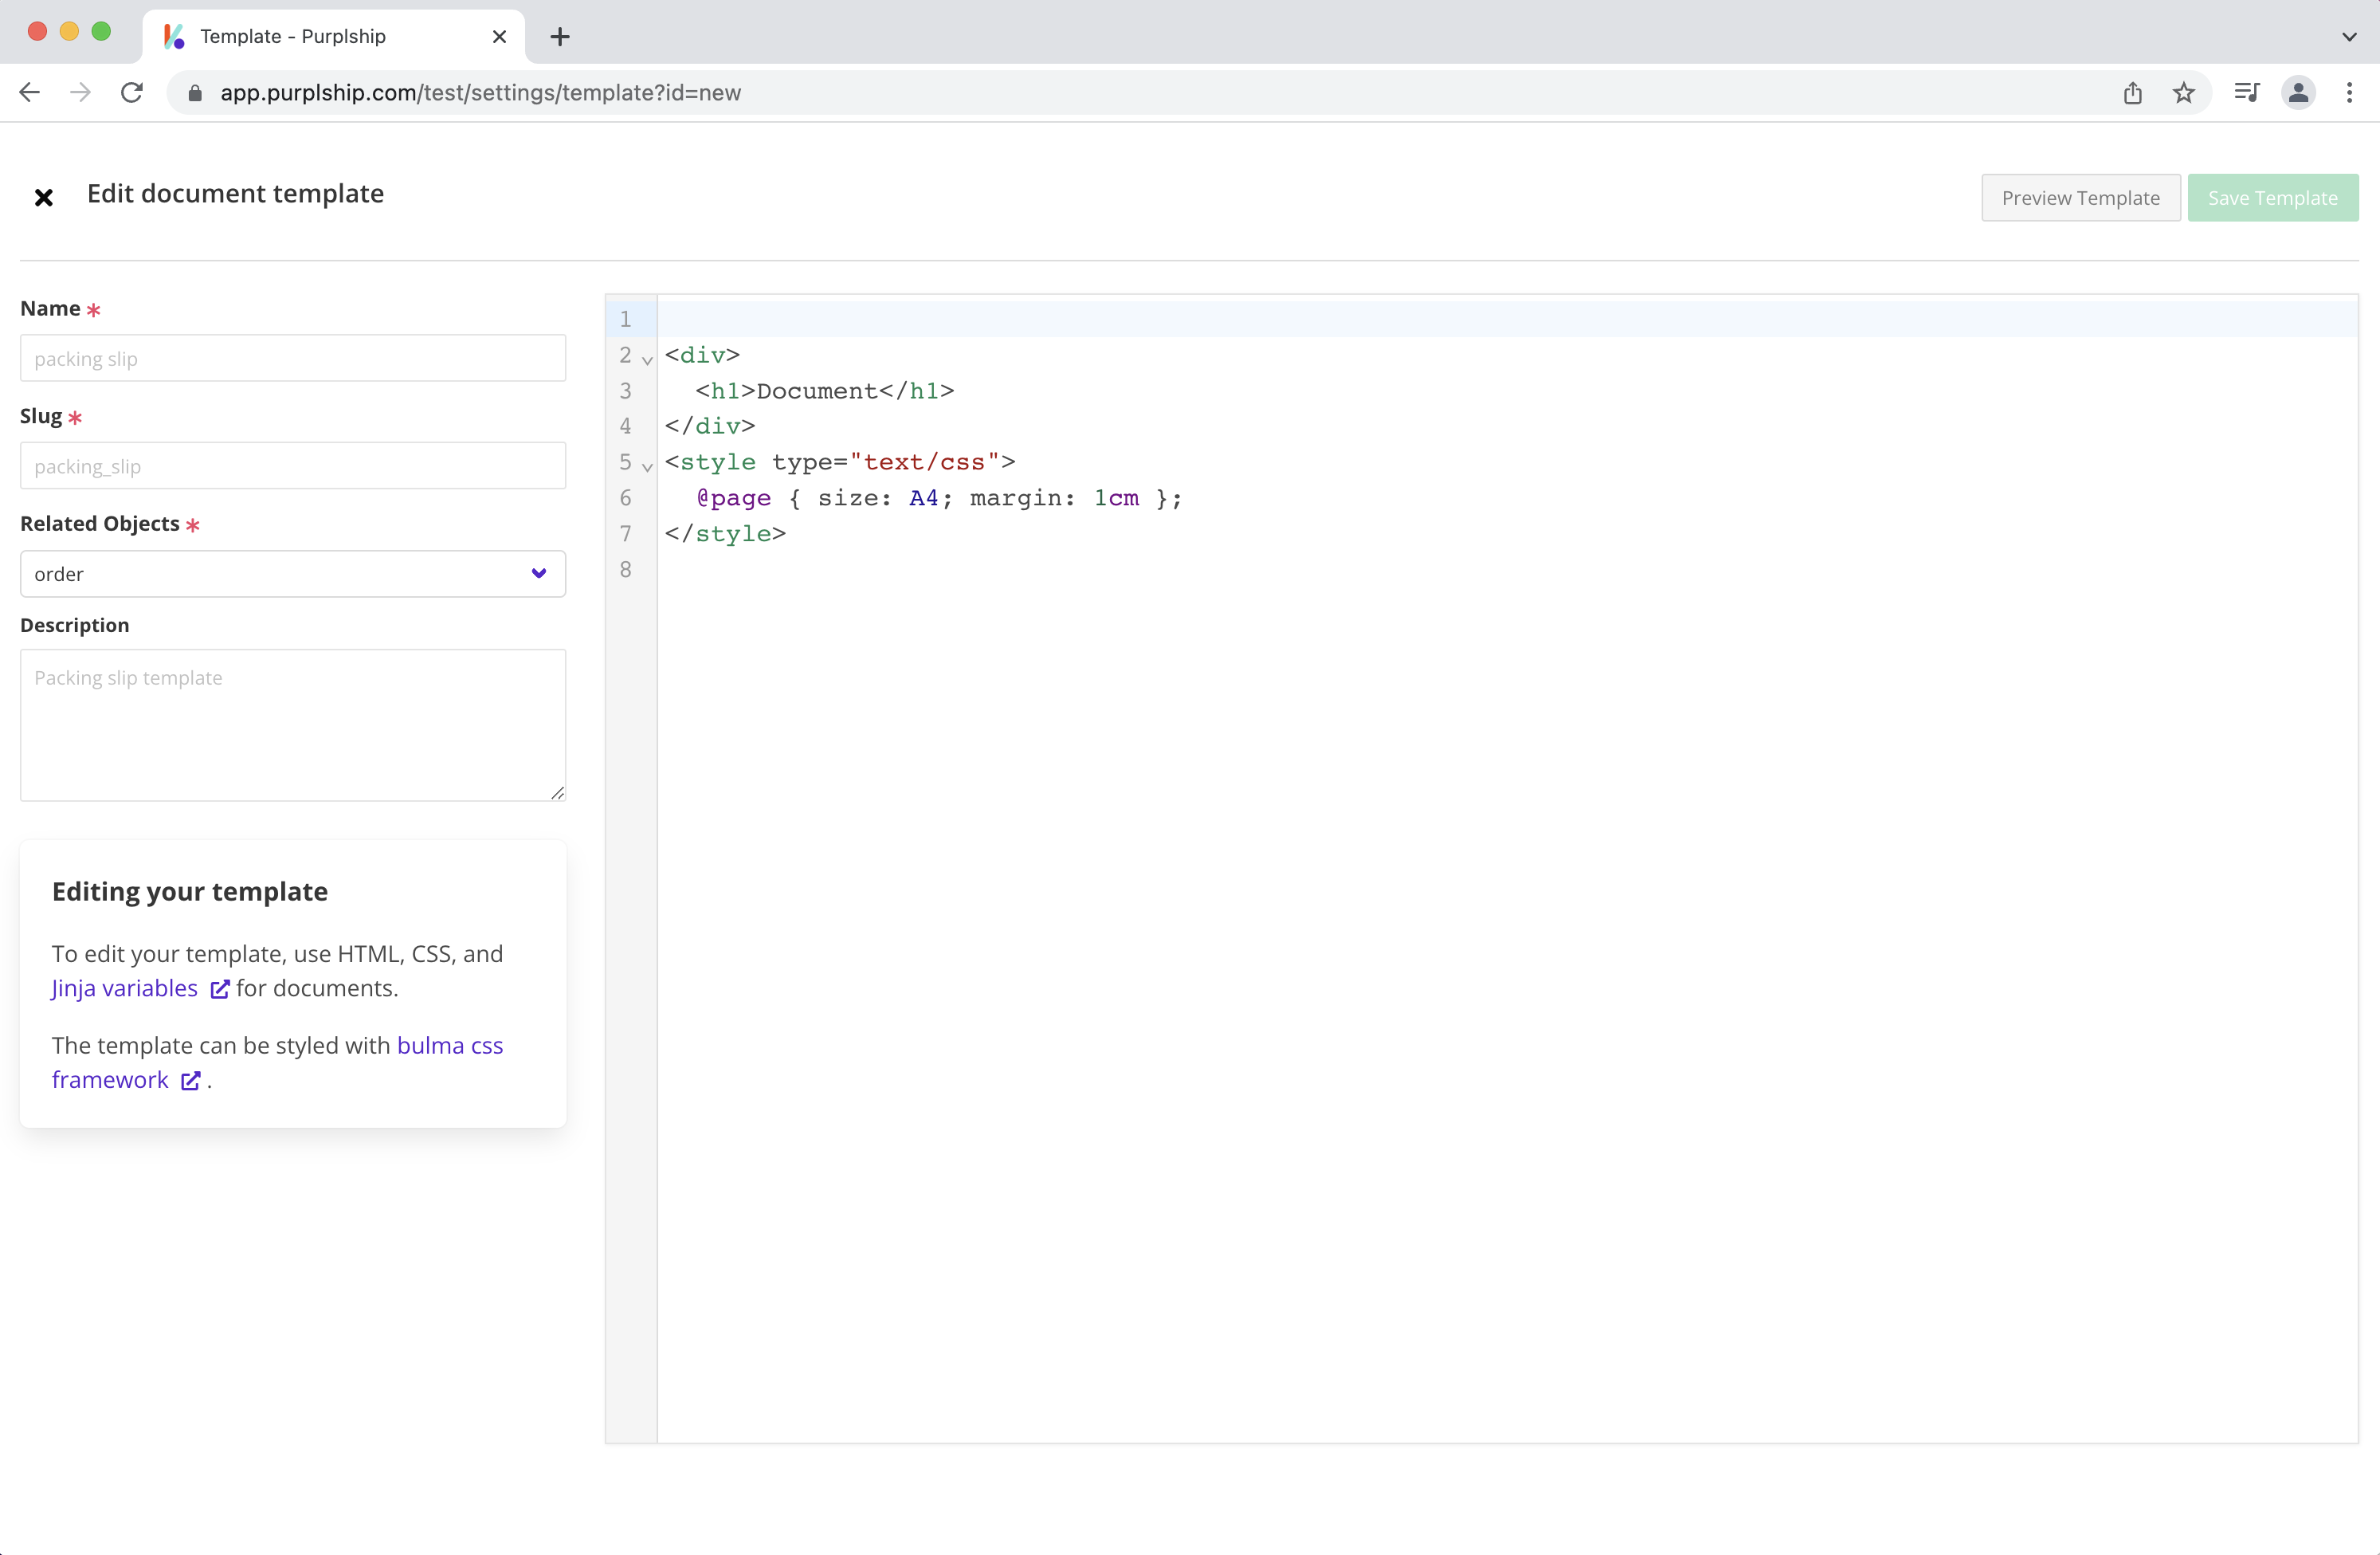 Template - Purplship
app.purplship.com/test/settings/template?id=new
Edit document template
Preview Template
Save Template
Name *
packing slip
Slug *
packing_slip
Related Objects *
order
Description
Packing slip template
Editing your template
To edit your template, use HTML, CSS, and
Jinja variables for documents.
The template can be styled with bulma css
framework .
1
2 <div>
3   <h1>Document</h1>
4 </div>
5 <style type="text/css">
6   @page { size: A4; margin: 1cm };
7 </style>
8